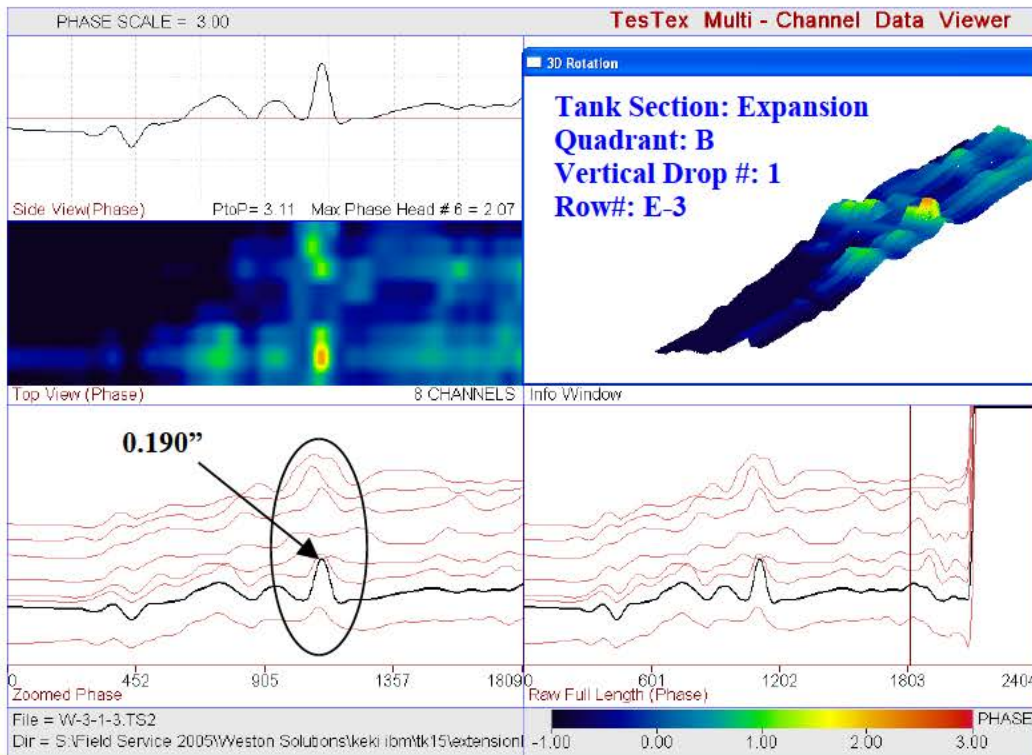 PHASE SCALE = 3.00
TesTex Multi - Channel Data Viewer
3D Rotation
Tank Section: Expansion
Quadrant: B
Vertical Drop #: 1
Row#: E-3
Side View(Phase) PtoP= 3.11 Max Phase Head # 6 = 2.07
Top View (Phase) 8 CHANNELS
Info Window
0.190”
0 452 905 1357 1809
Zoomed Phase
0 601 1202 1803 2404
Raw Full Length (Phase)
File = W-3-1-3.TS2
Dir = S:\Field Service 2005\Weston Solutions\keki ibm\tk15\extension
PHASE
-1.00 0.00 1.00 2.00 3.00